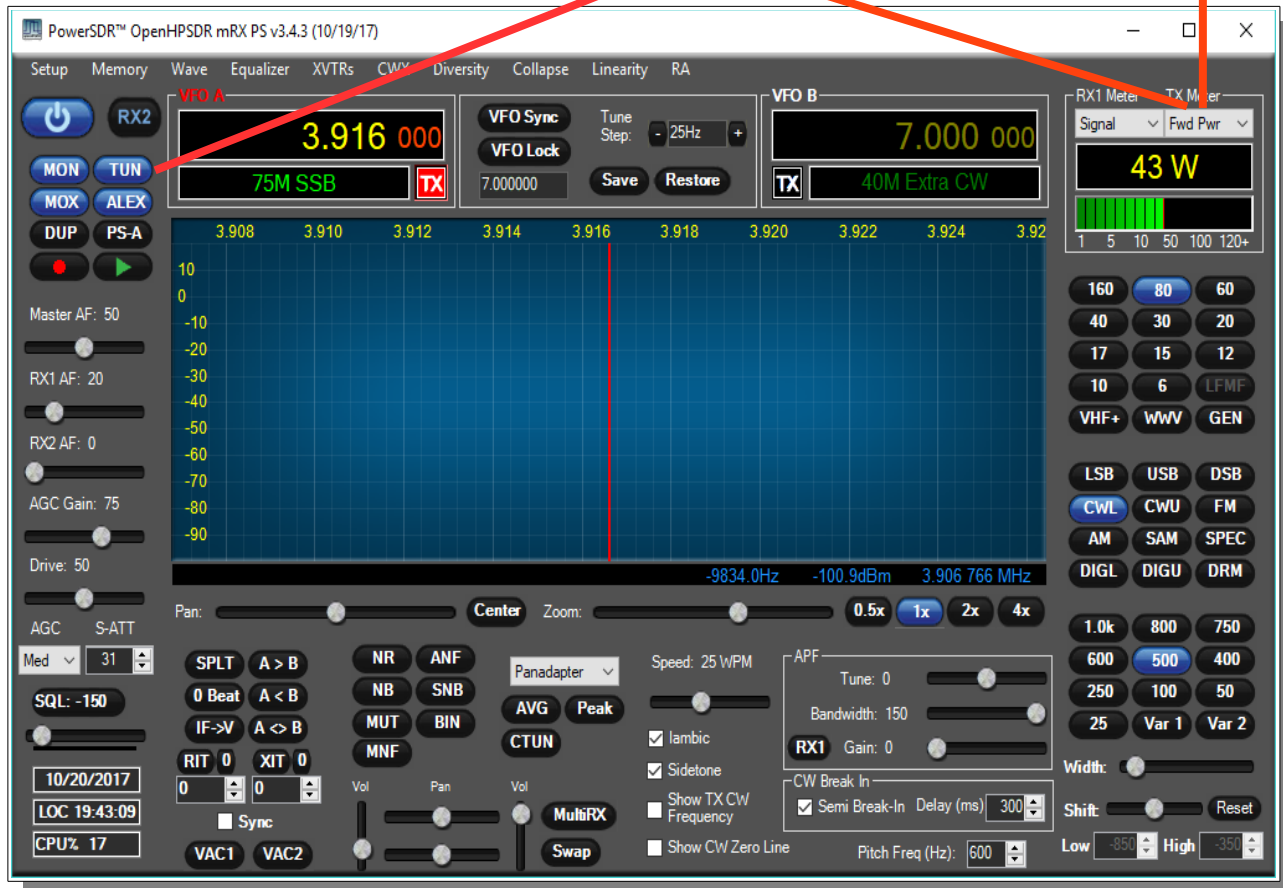 PowerSDR™ OpenHPSDR mRX PS v3.4.3 (10/19/17)
Setup Memory Wave Equalizer XVTRs CWX Diversity Collapse Linearity RA
RX2
MON TUN
MOX ALEX
DUP PS-A
VFO A
3.916 000
75M SSB TX
VFO Sync
VFO Lock
Tune Step: - 25Hz +
7.000000 Save Restore
VFO B
7.000 000
TX 40M Extra CW
RX1 Meter TX Meter
Signal Fwd Pwr
43 W
1 5 10 50 100 120+
3.908 3.910 3.912 3.914 3.916 3.918 3.920 3.922 3.924 3.92
10
0
-10
-20
-30
-40
-50
-60
-70
-80
-90
-9834.0Hz -100.9dBm 3.906 766 MHz
Master AF: 50
RX1 AF: 20
RX2 AF: 0
AGC Gain: 75
Drive: 50
AGC S-ATT
Med 31
SQL: -150
10/20/2017
LOC 19:43:09
CPU% 17
160 80 60
40 30 20
17 15 12
10 6 LFMF
VHF+ WWV GEN
LSB USB DSB
CWL CWU FM
AM SAM SPEC
DIGL DIGU DRM
1.0k 800 750
600 500 400
250 100 50
25 Var 1 Var 2
Width:
Shift: Reset
Low -850 High -350
Pan: Center Zoom: 0.5x 1x 2x 4x
SPLT A > B
0 Beat A < B
IF->V A <> B
RIT 0 XIT 0
0 0
Sync
VAC1 VAC2
NR ANF
NB SNB
MUT BIN
MNF
Panadapter
AVG Peak
CTUN
Vol Pan Vol
MultiRX
Swap
Speed: 25 WPM
Iambic
Sidetone
Show TX CW Frequency
Show CW Zero Line
APF
Tune: 0
Bandwidth: 150
RX1 Gain: 0
CW Break In
Semi Break-In Delay (ms) 300
Pitch Freq (Hz): 600